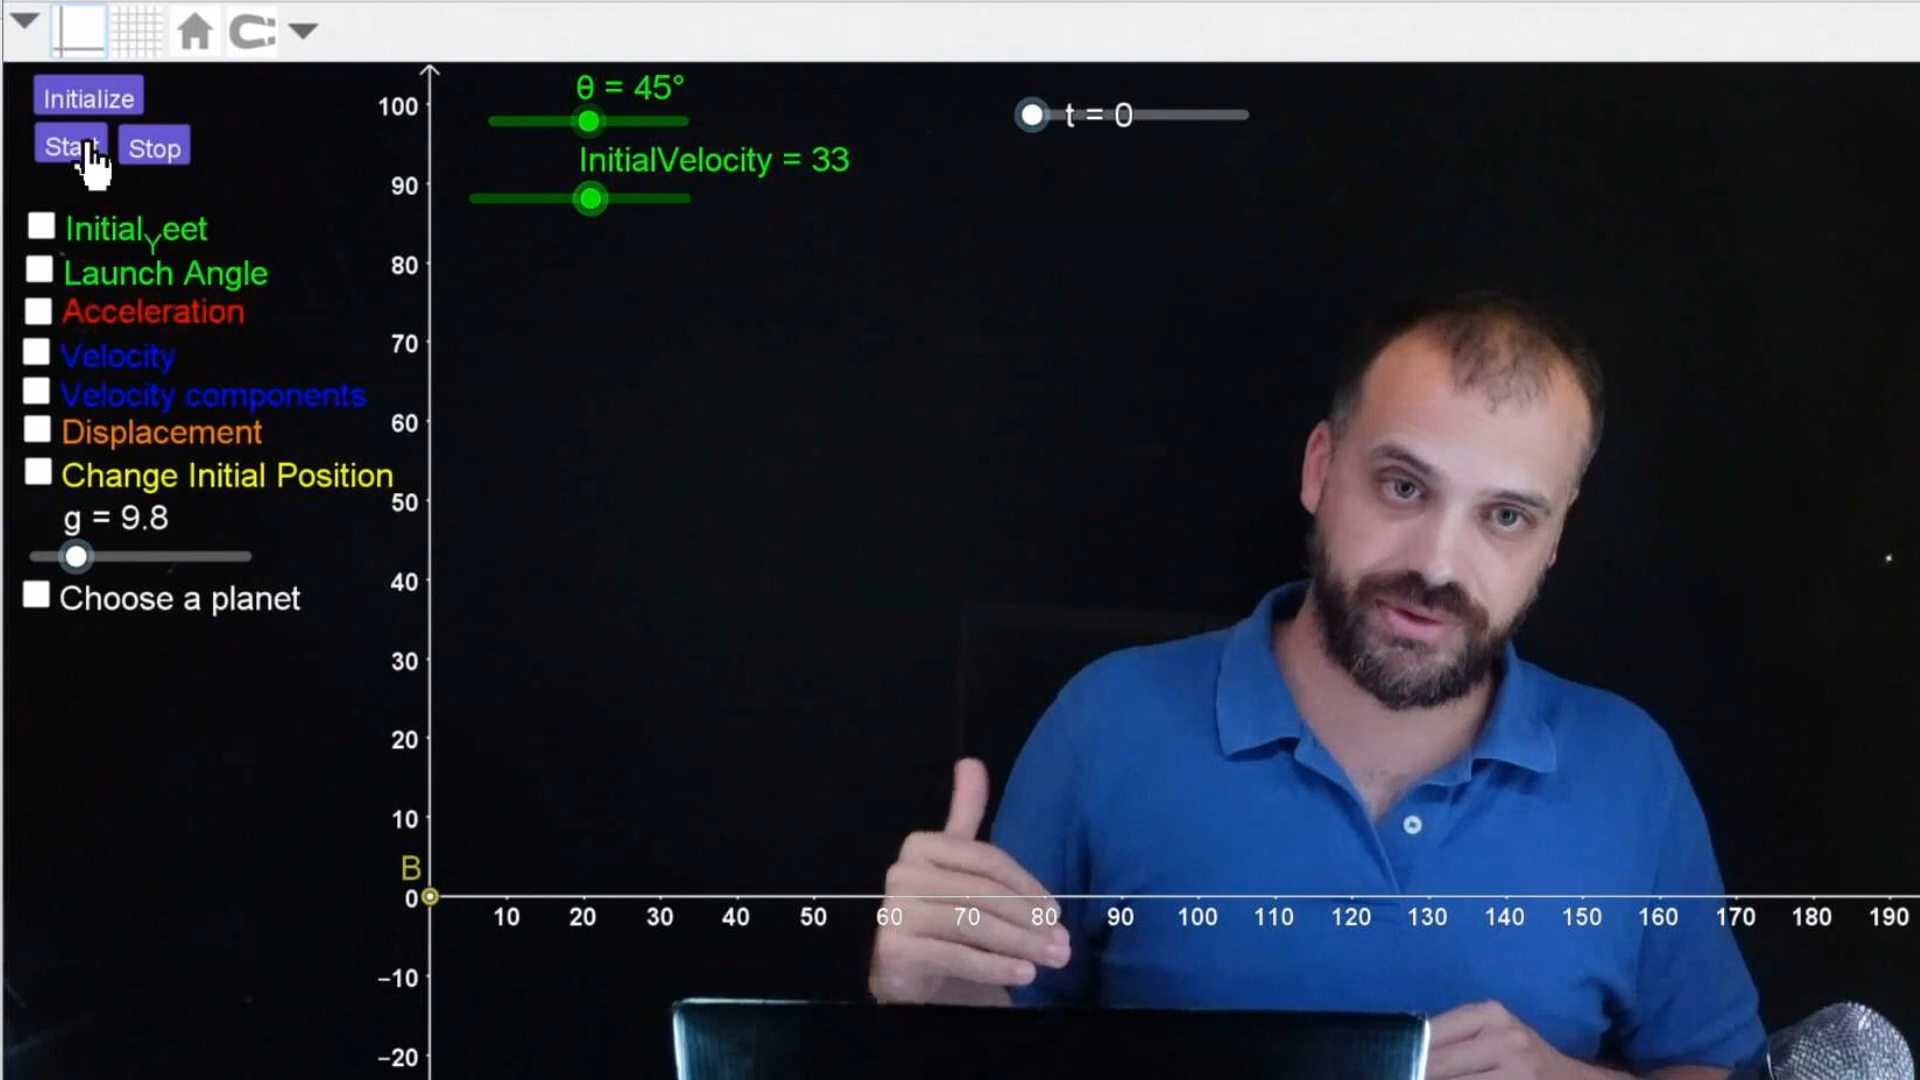 Initialize
Start Stop
θ = 45°
t = 0
InitialVelocity = 33
InitialYeet
Launch Angle
Acceleration
Velocity
Velocity components
Displacement
Change Initial Position
g = 9.8
Choose a planet
100
90
80
70
60
50
40
30
20
10
B
0
10 20 30 40 50 60 70 80 90 100 110 120 130 140 150 160 170 180 190
−10
−20